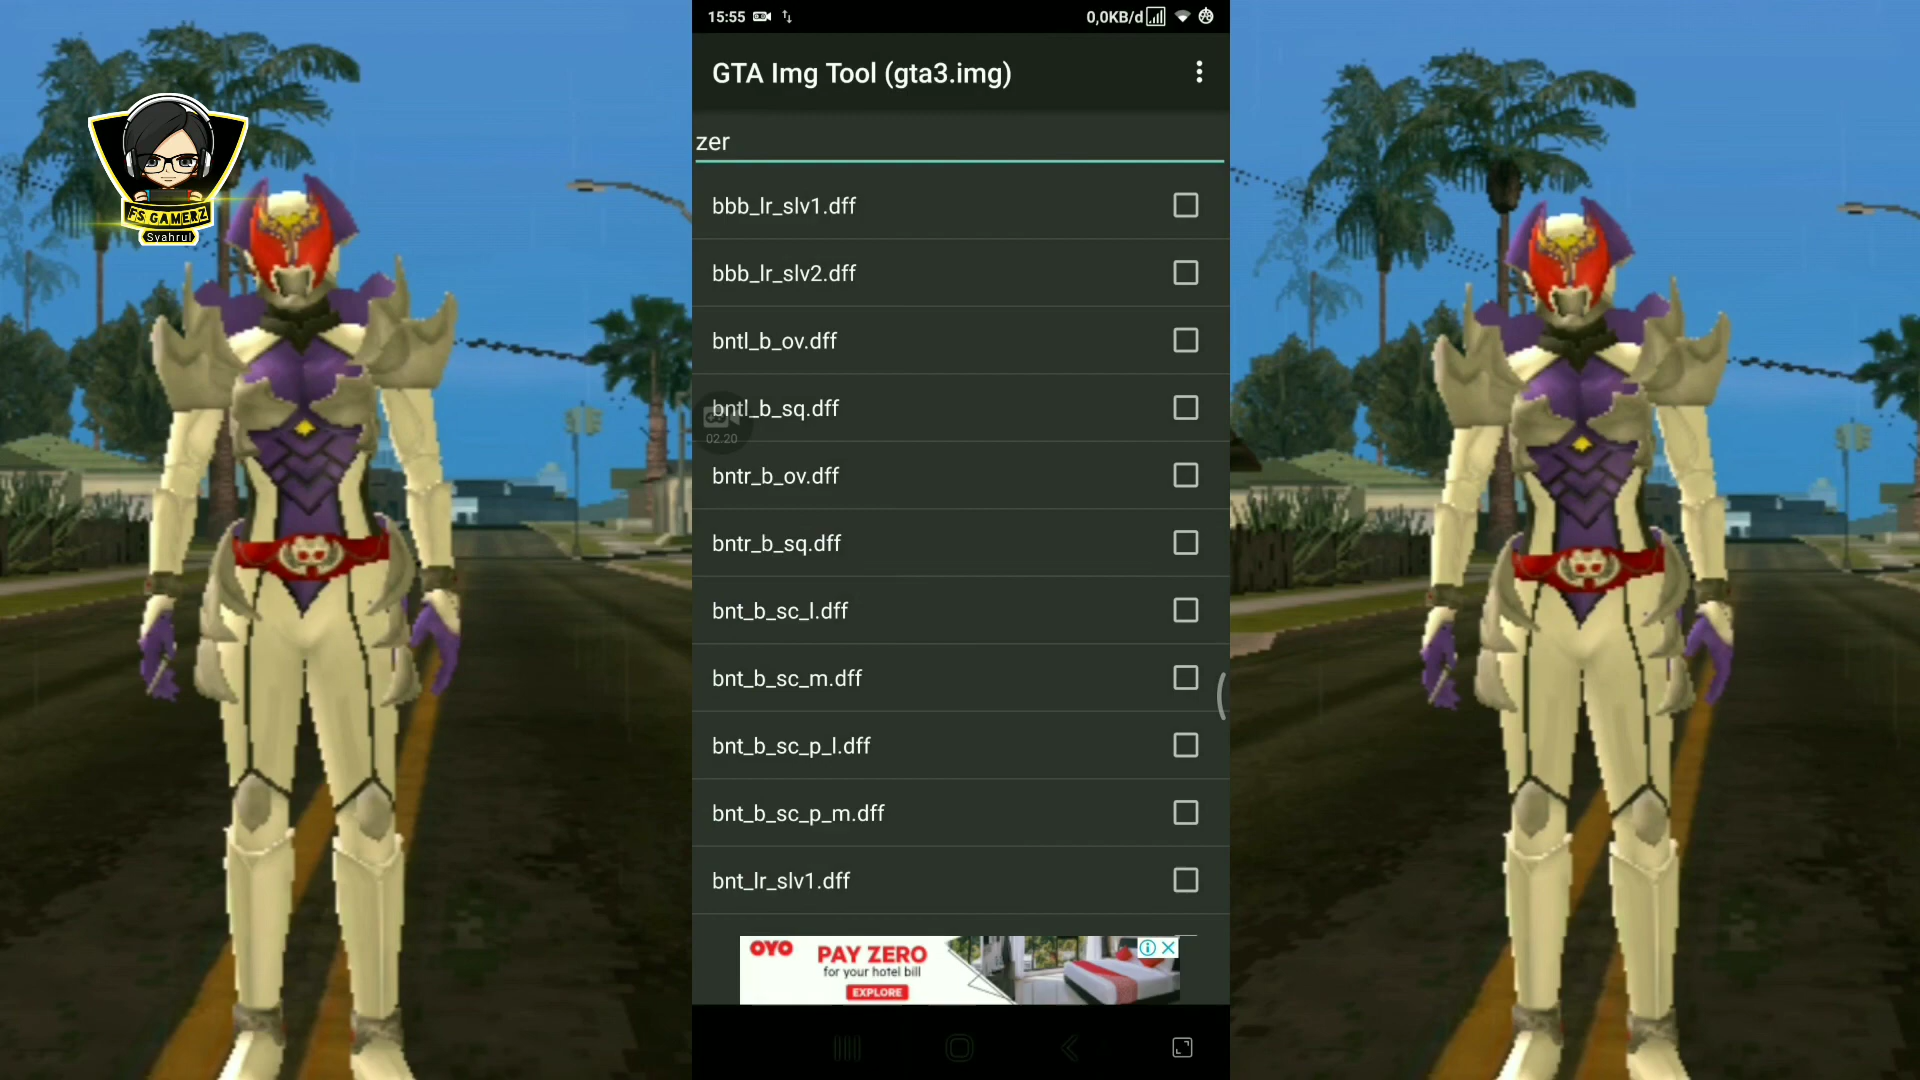 FS GAMERZ
Syahrul
15:55
0,0KB/d
GTA Img Tool (gta3.img)
zer
bbb_lr_slv1.dff
bbb_lr_slv2.dff
bntl_b_ov.dff
bntl_b_sq.dff
02.20
bntr_b_ov.dff
bntr_b_sq.dff
bnt_b_sc_l.dff
bnt_b_sc_m.dff
bnt_b_sc_p_l.dff
bnt_b_sc_p_m.dff
bnt_lr_slv1.dff
OYO
PAY ZERO
for your hotel bill
EXPLORE